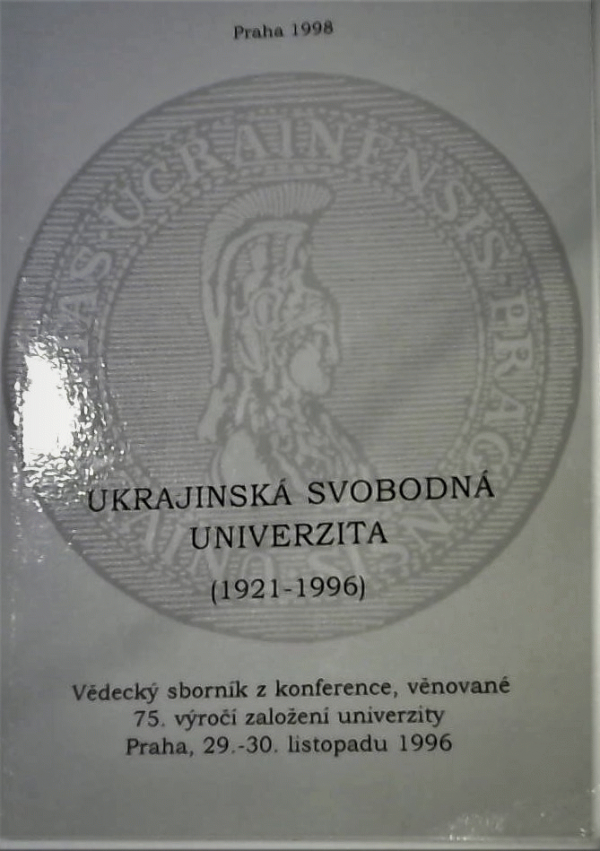 Praha 1998
UCRAINENSIS PRAGENSIS
UKRAJINSKÁ SVOBODNÁ
UNIVERZITA
(1921-1996)
Vědecký sborník z konference, věnované
75. výročí založení univerzity
Praha, 29.-30. listopadu 1996